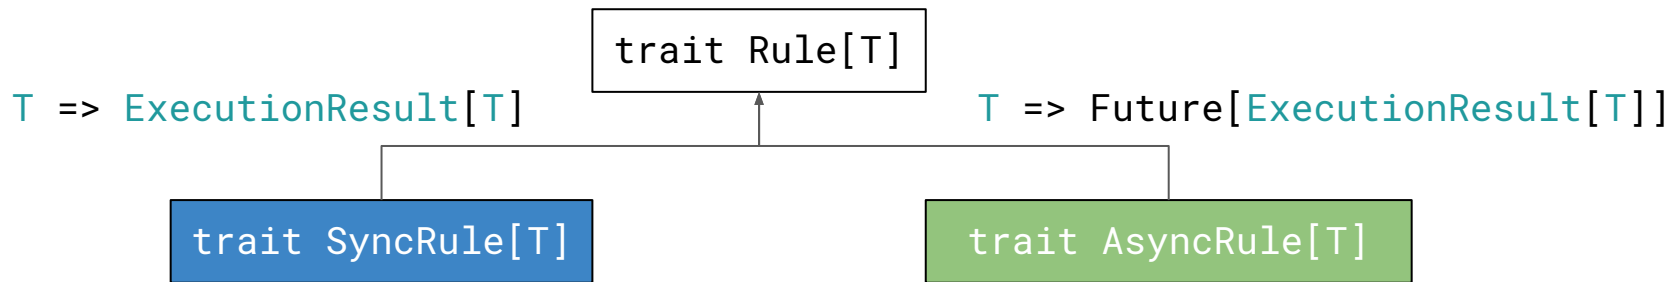 trait Rule[T]
T => ExecutionResult[T]
T => Future[ExecutionResult[T]]
trait SyncRule[T]
trait AsyncRule[T]